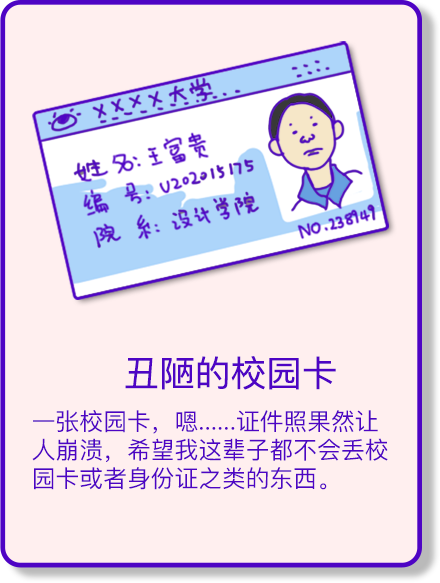 XXXX大学...
姓名:王富贵
编号:U202015175
院系:设计学院
NO.238949
丑陋的校园卡
一张校园卡，嗯......证件照果然让
人崩溃，希望我这辈子都不会丢校
园卡或者身份证之类的东西。